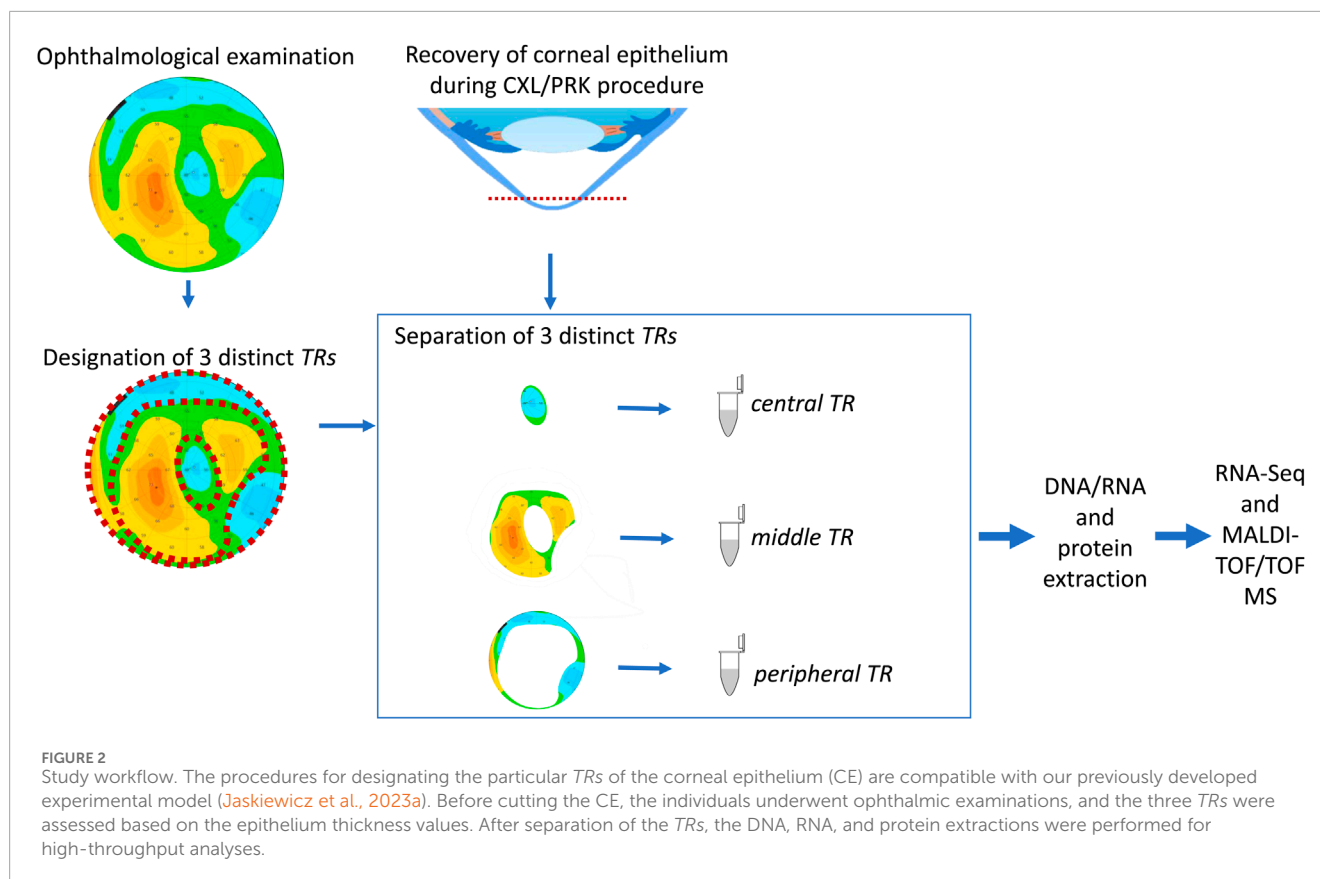 Ophthalmological examination
Recovery of corneal epithelium
during CXL/PRK procedure
Designation of 3 distinct TRs
Separation of 3 distinct TRs
central TR
middle TR
peripheral TR
DNA/RNA
and
protein
extraction
RNA-Seq
and
MALDI-
TOF/TOF
MS
FIGURE 2
Study workflow. The procedures for designating the particular TRs of the corneal epithelium (CE) are compatible with our previously developed
experimental model (Jaskiewicz et al., 2023a). Before cutting the CE, the individuals underwent ophthalmic examinations, and the three TRs were
assessed based on the epithelium thickness values. After separation of the TRs, the DNA, RNA, and protein extractions were performed for
high-throughput analyses.